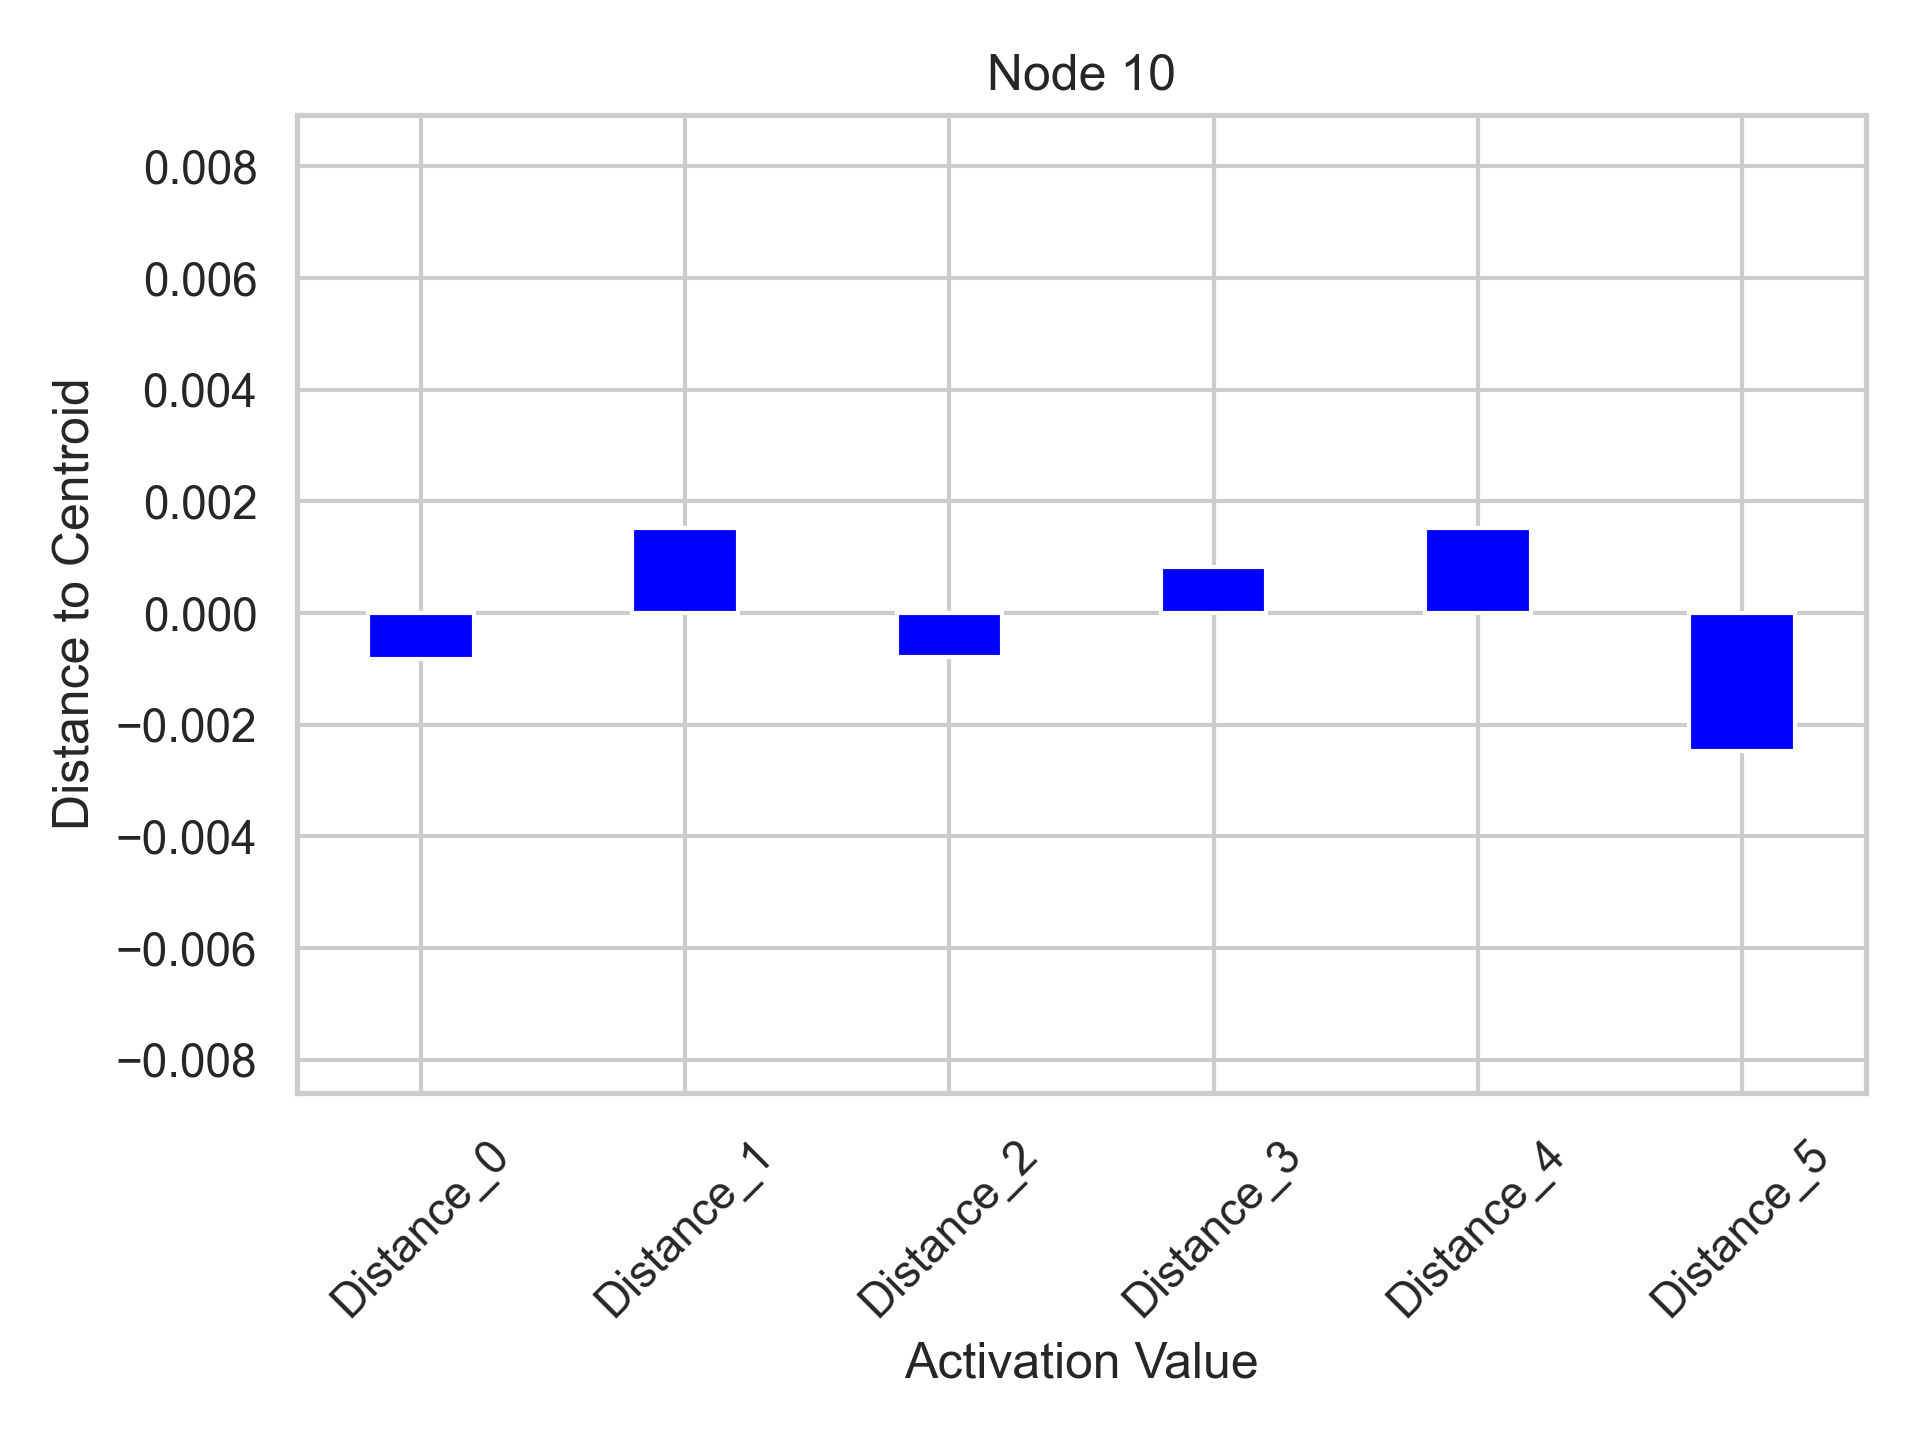 Node 10
0.008
0.006
0.004
0.002
0.000
−0.002
−0.004
−0.006
−0.008
Distance to Centroid
Distance_0
Distance_1
Distance_2
Distance_3
Distance_4
Distance_5
Activation Value